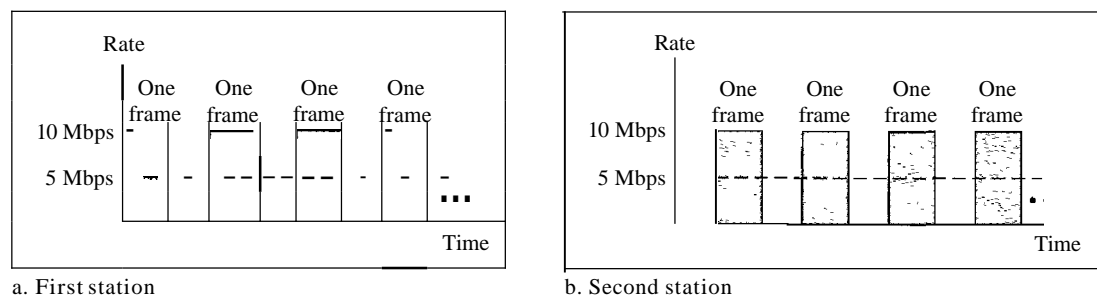 Rate
One One One One
frame frame frame frame
10 Mbps
5 Mbps
...
Time
a. First station
Rate
One One One One
frame frame frame frame
10 Mbps
5 Mbps
Time
b. Second station